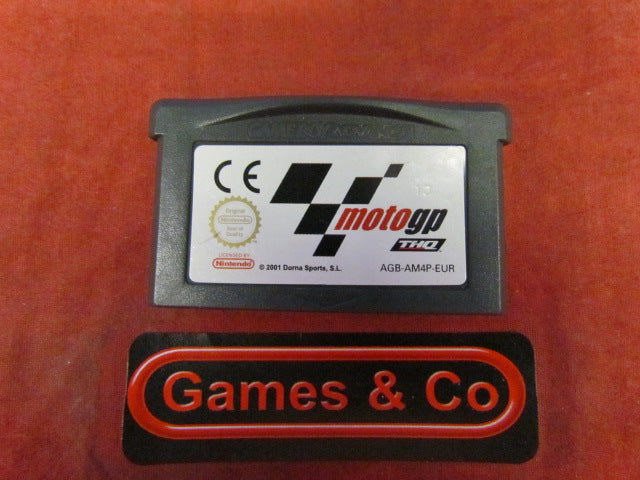 GAME BOY ADVANCE
CE
motogp
THQ
Original
Nintendo
Seal of
Quality
LICENSED BY
Nintendo
© 2001 Dorna Sports, S.L.
AGB-AM4P-EUR
Games & Co